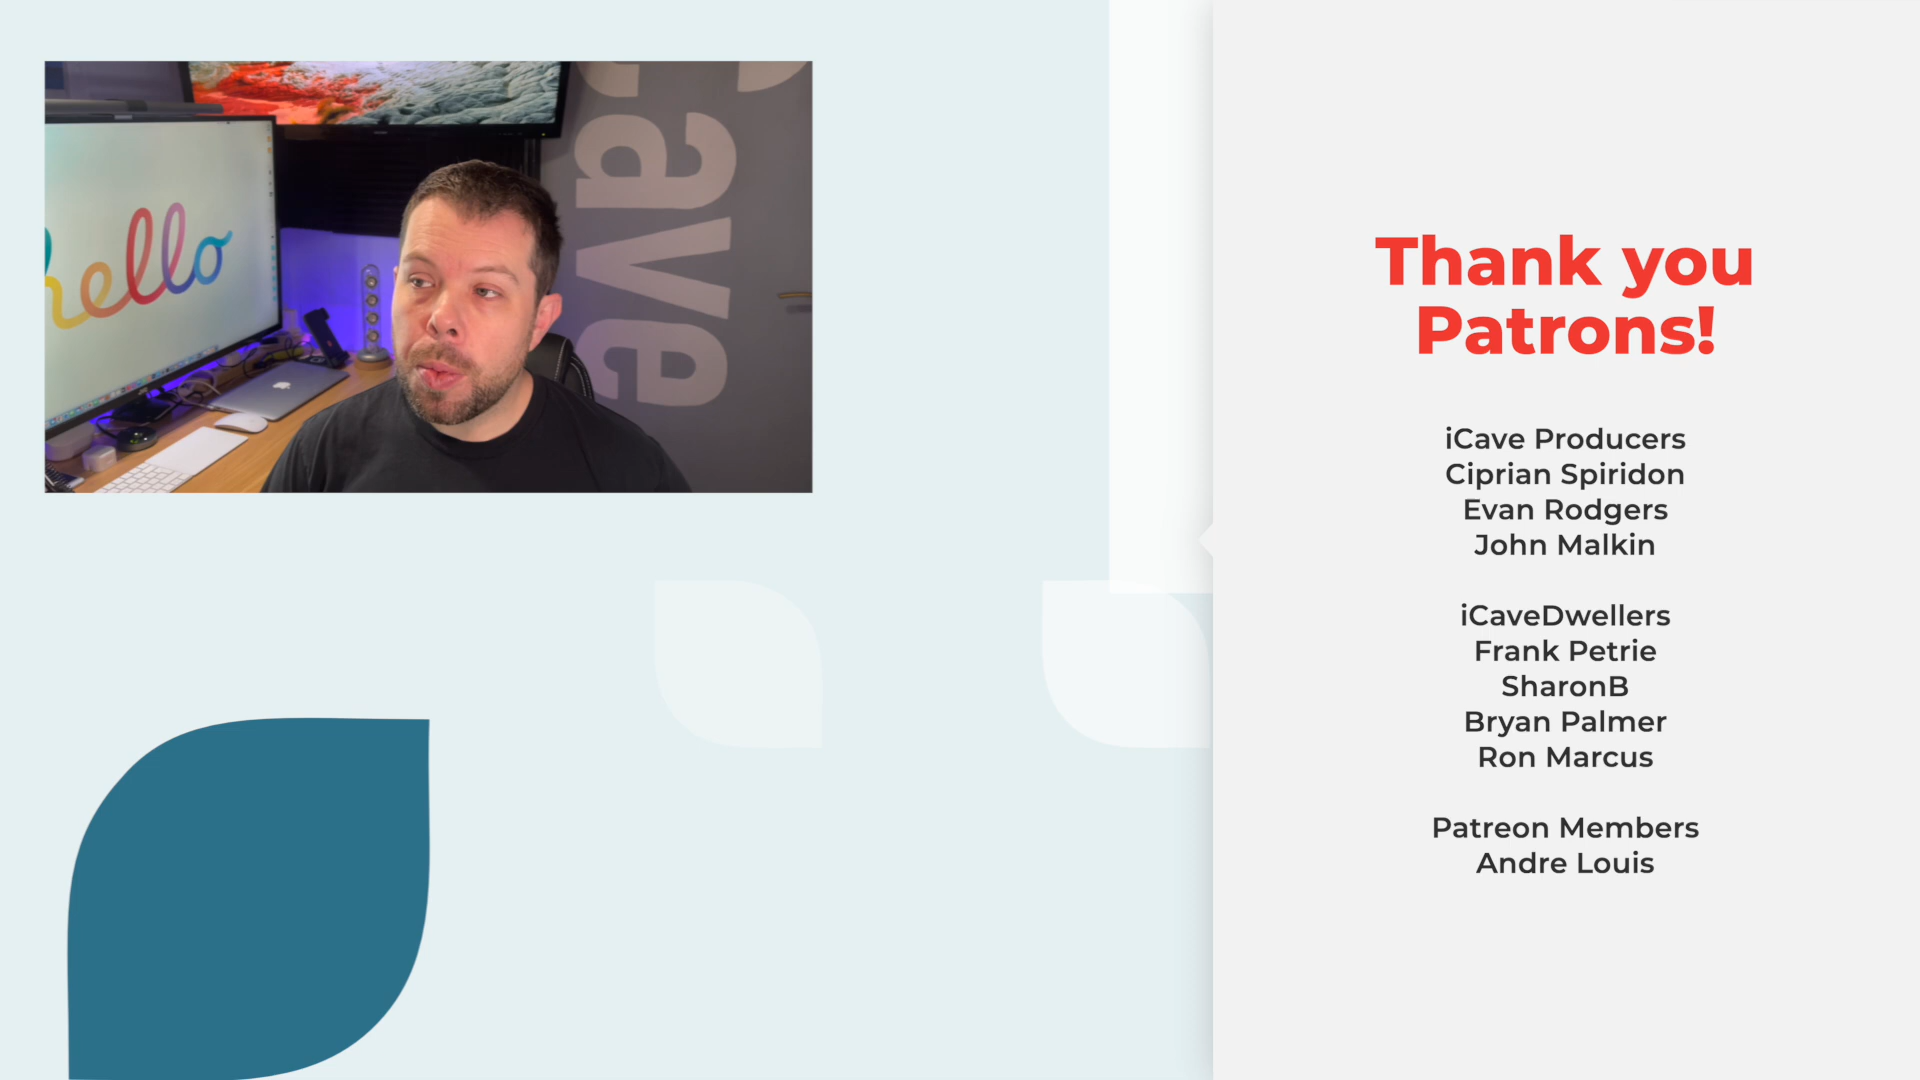 hello
ave
Thank you
Patrons!
iCave Producers
Ciprian Spiridon
Evan Rodgers
John Malkin
iCaveDwellers
Frank Petrie
SharonB
Bryan Palmer
Ron Marcus
Patreon Members
Andre Louis